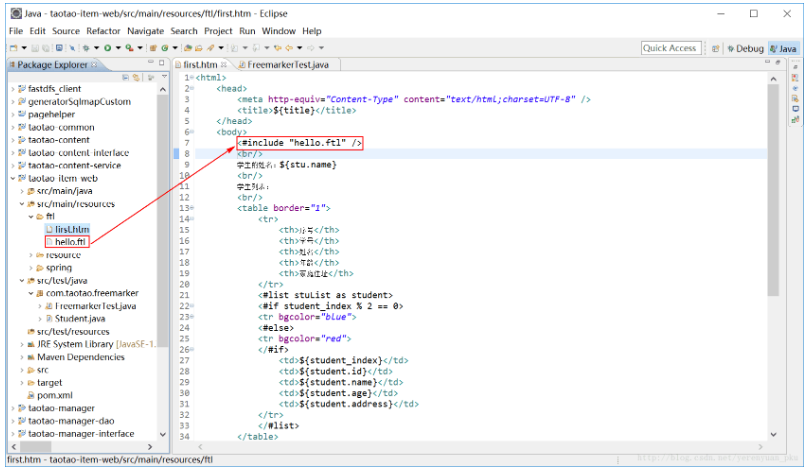 Java - taotao-item-web/src/main/resources/ftl/first.htm - Eclipse
File Edit Source Refactor Navigate Search Project Run Window Help
Quick Access Debug Java
Package Explorer
first.htm FreemarkerTest.java
fastdfs_client
generatorSqlmapCustom
pagehelper
taotao-common
taotao-content
taotao-content-interface
taotao-content-service
taotao-item-web
src/main/java
src/main/resources
ftl
first.htm
hello.ftl
resource
spring
src/test/java
com.taotao.freemarker
FreemarkerTest.java
Student.java
src/test/resources
JRE System Library [JavaSE-1.
Maven Dependencies
src
target
pom.xml
taotao-manager
taotao-manager-dao
taotao-manager-interface
1 <html>
2 <head>
3 <meta http-equiv="Content-Type" content="text/html;charset=UTF-8" />
4 <title>${title}</title>
5 </head>
6 <body>
7 <#include "hello.ftl" />
8 <br/>
9 学生的姓名：${stu.name}
10 <br/>
11 学生列表：
12 <br/>
13 <table border="1">
14 <tr>
15 <th>序号</th>
16 <th>学号</th>
17 <th>姓名</th>
18 <th>年龄</th>
19 <th>家庭住址</th>
20 </tr>
21 <#list stuList as student>
22 <#if student_index % 2 == 0>
23 <tr bgcolor="blue">
24 <#else>
25 <tr bgcolor="red">
26 </#if>
27 <td>${student_index}</td>
28 <td>${student.id}</td>
29 <td>${student.name}</td>
30 <td>${student.age}</td>
31 <td>${student.address}</td>
32 </tr>
33 </#list>
34 </table>
first.htm - taotao-item-web/src/main/resources/ftl